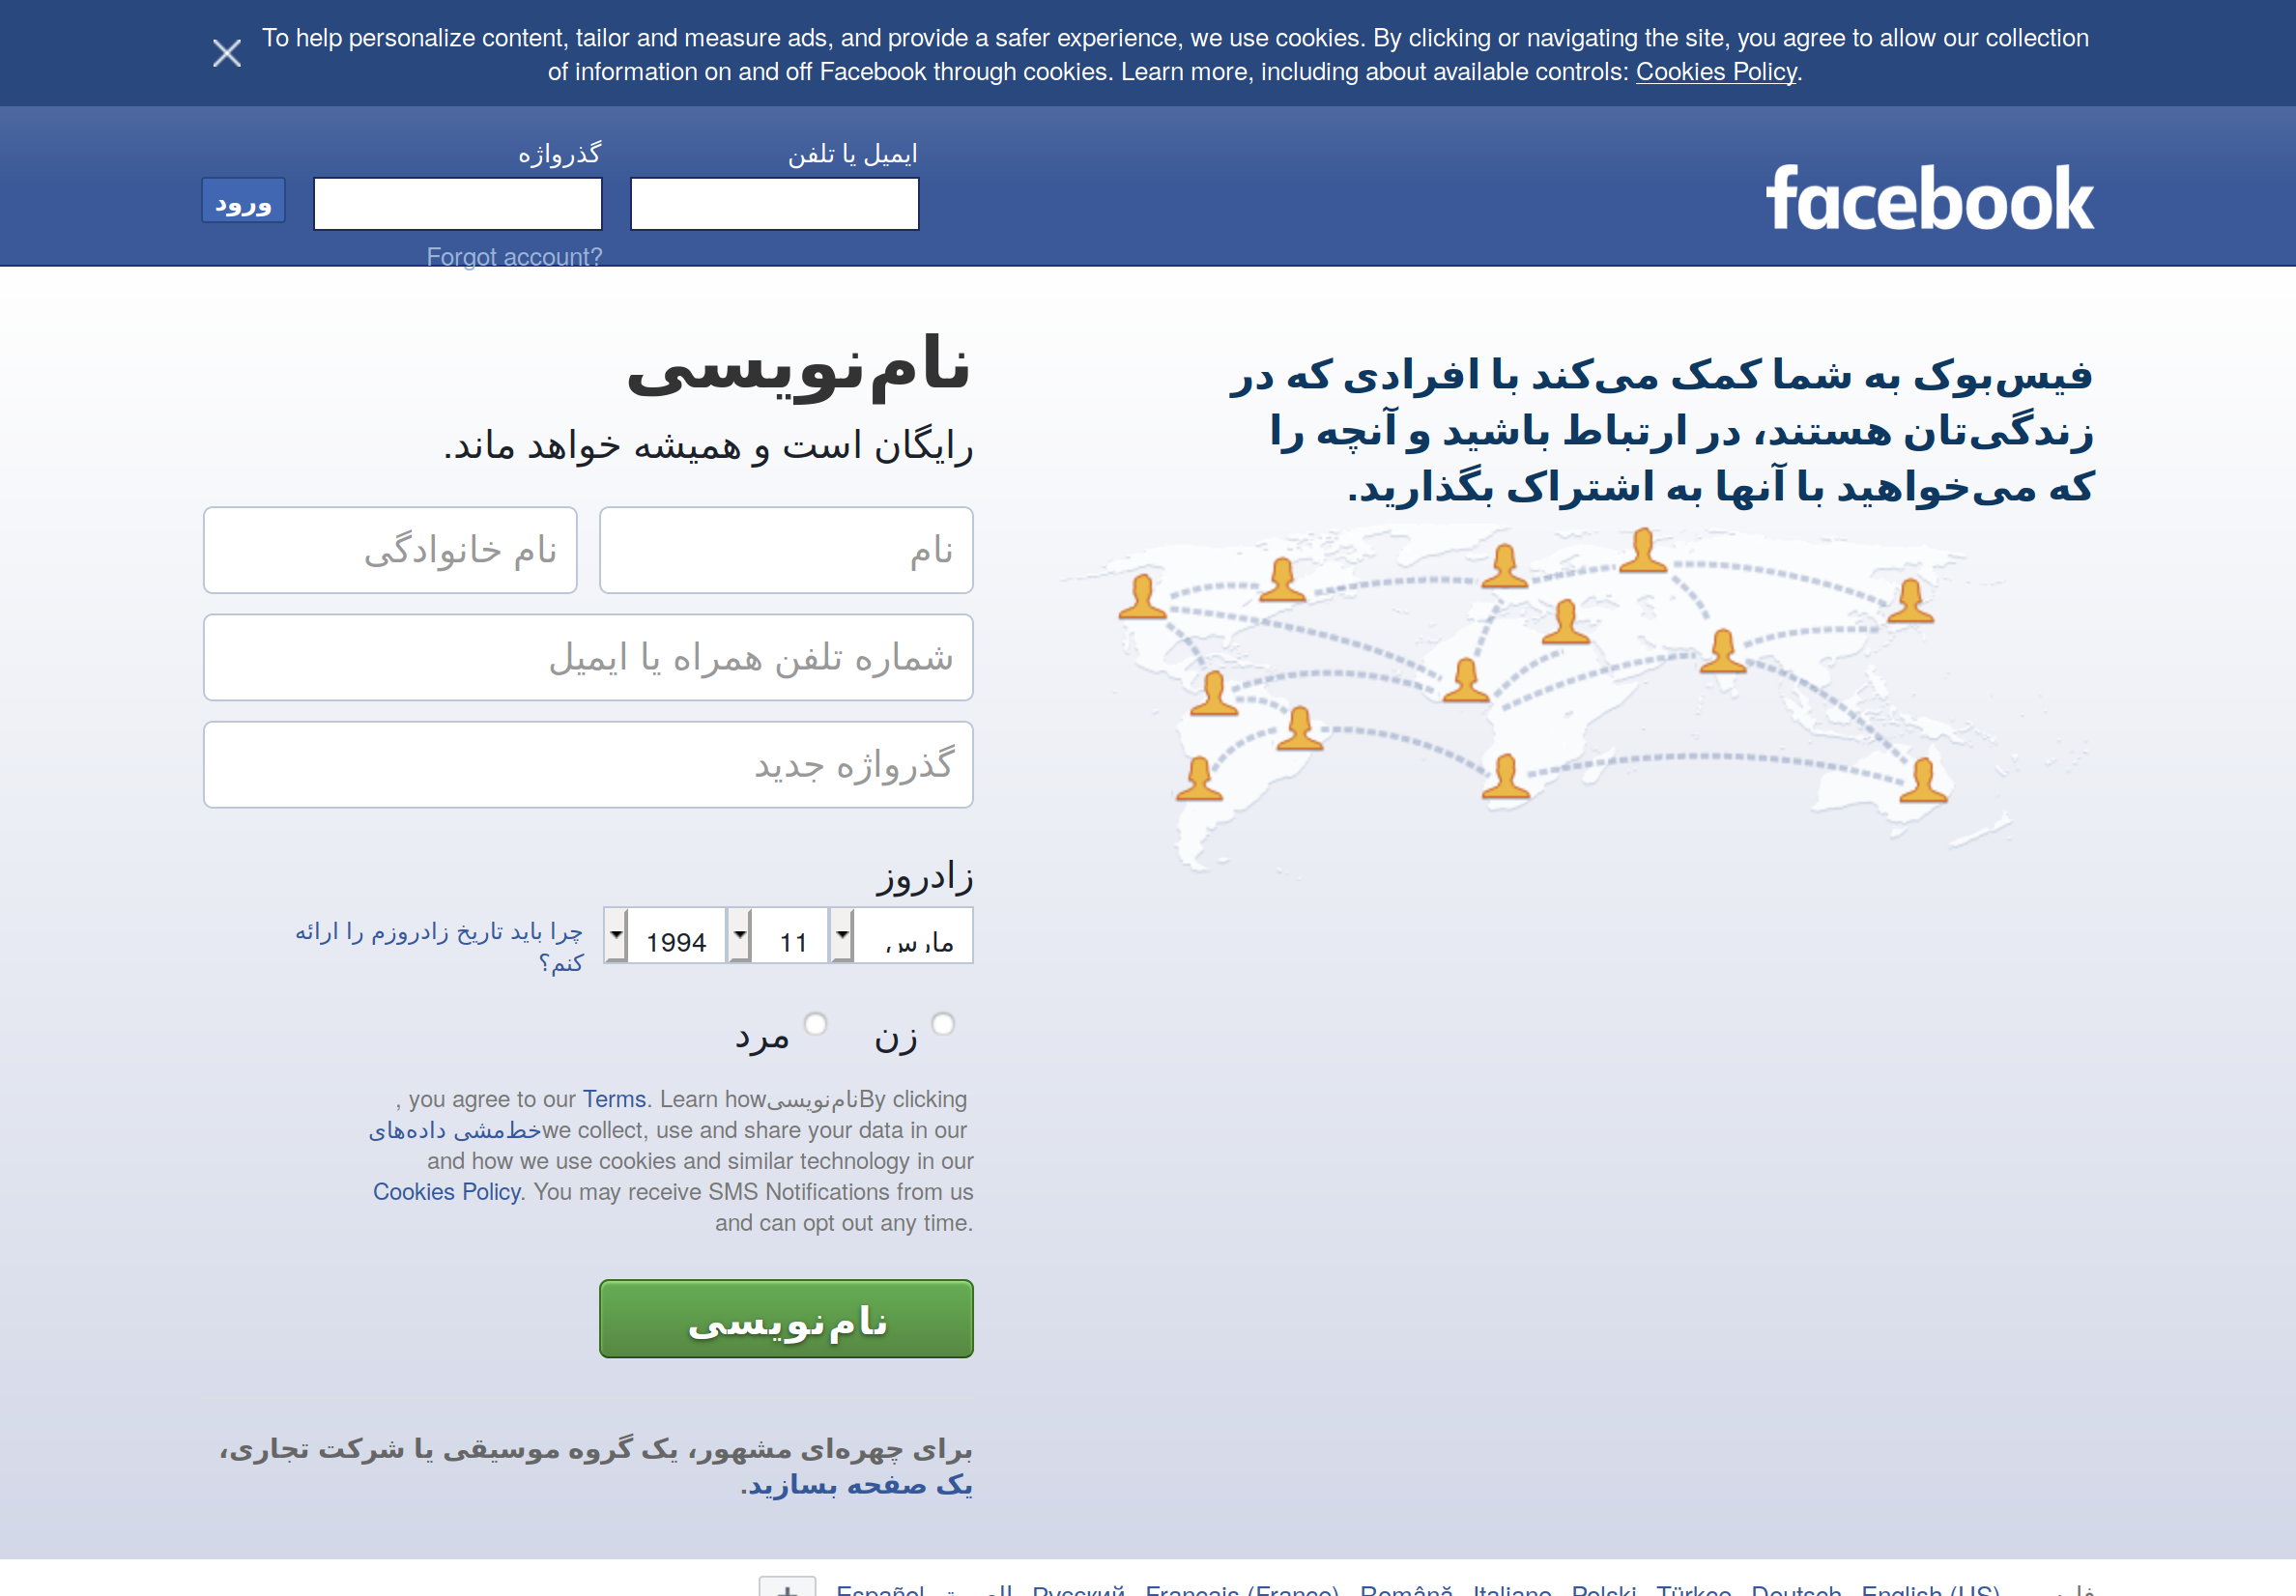 To help personalize content, tailor and measure ads, and provide a safer experience, we use cookies. By clicking or navigating the site, you agree to allow our collection
of information on and off Facebook through cookies. Learn more, including about available controls: Cookies Policy.
facebook
ایمیل یا تلفن
گذرواژه
ورود
Forgot account?
فیس‌بوک به شما کمک می‌کند با افرادی که در
زندگی‌تان هستند، در ارتباط باشید و آنچه را
که می‌خواهید با آنها به اشتراک بگذارید.
نام‌نویسی
رایگان است و همیشه خواهد ماند.
نام
نام خانوادگی
شماره تلفن همراه یا ایمیل
گذرواژه جدید
زادروز
مارس 11 1994
چرا باید تاریخ زادروزم را ارائه
کنم؟
زن
مرد
By clicking نام‌نویسی, you agree to our Terms. Learn how
we collect, use and share your data in our خط‌مشی داده‌های
and how we use cookies and similar technology in our
Cookies Policy. You may receive SMS Notifications from us
and can opt out any time.
نام‌نویسی
برای چهره‌ای مشهور، یک گروه موسیقی یا شرکت تجاری،
یک صفحه بسازید.
فارسی English (US) Deutsch Türkçe Polski Italiano Română Français (France) Русский العربية Español